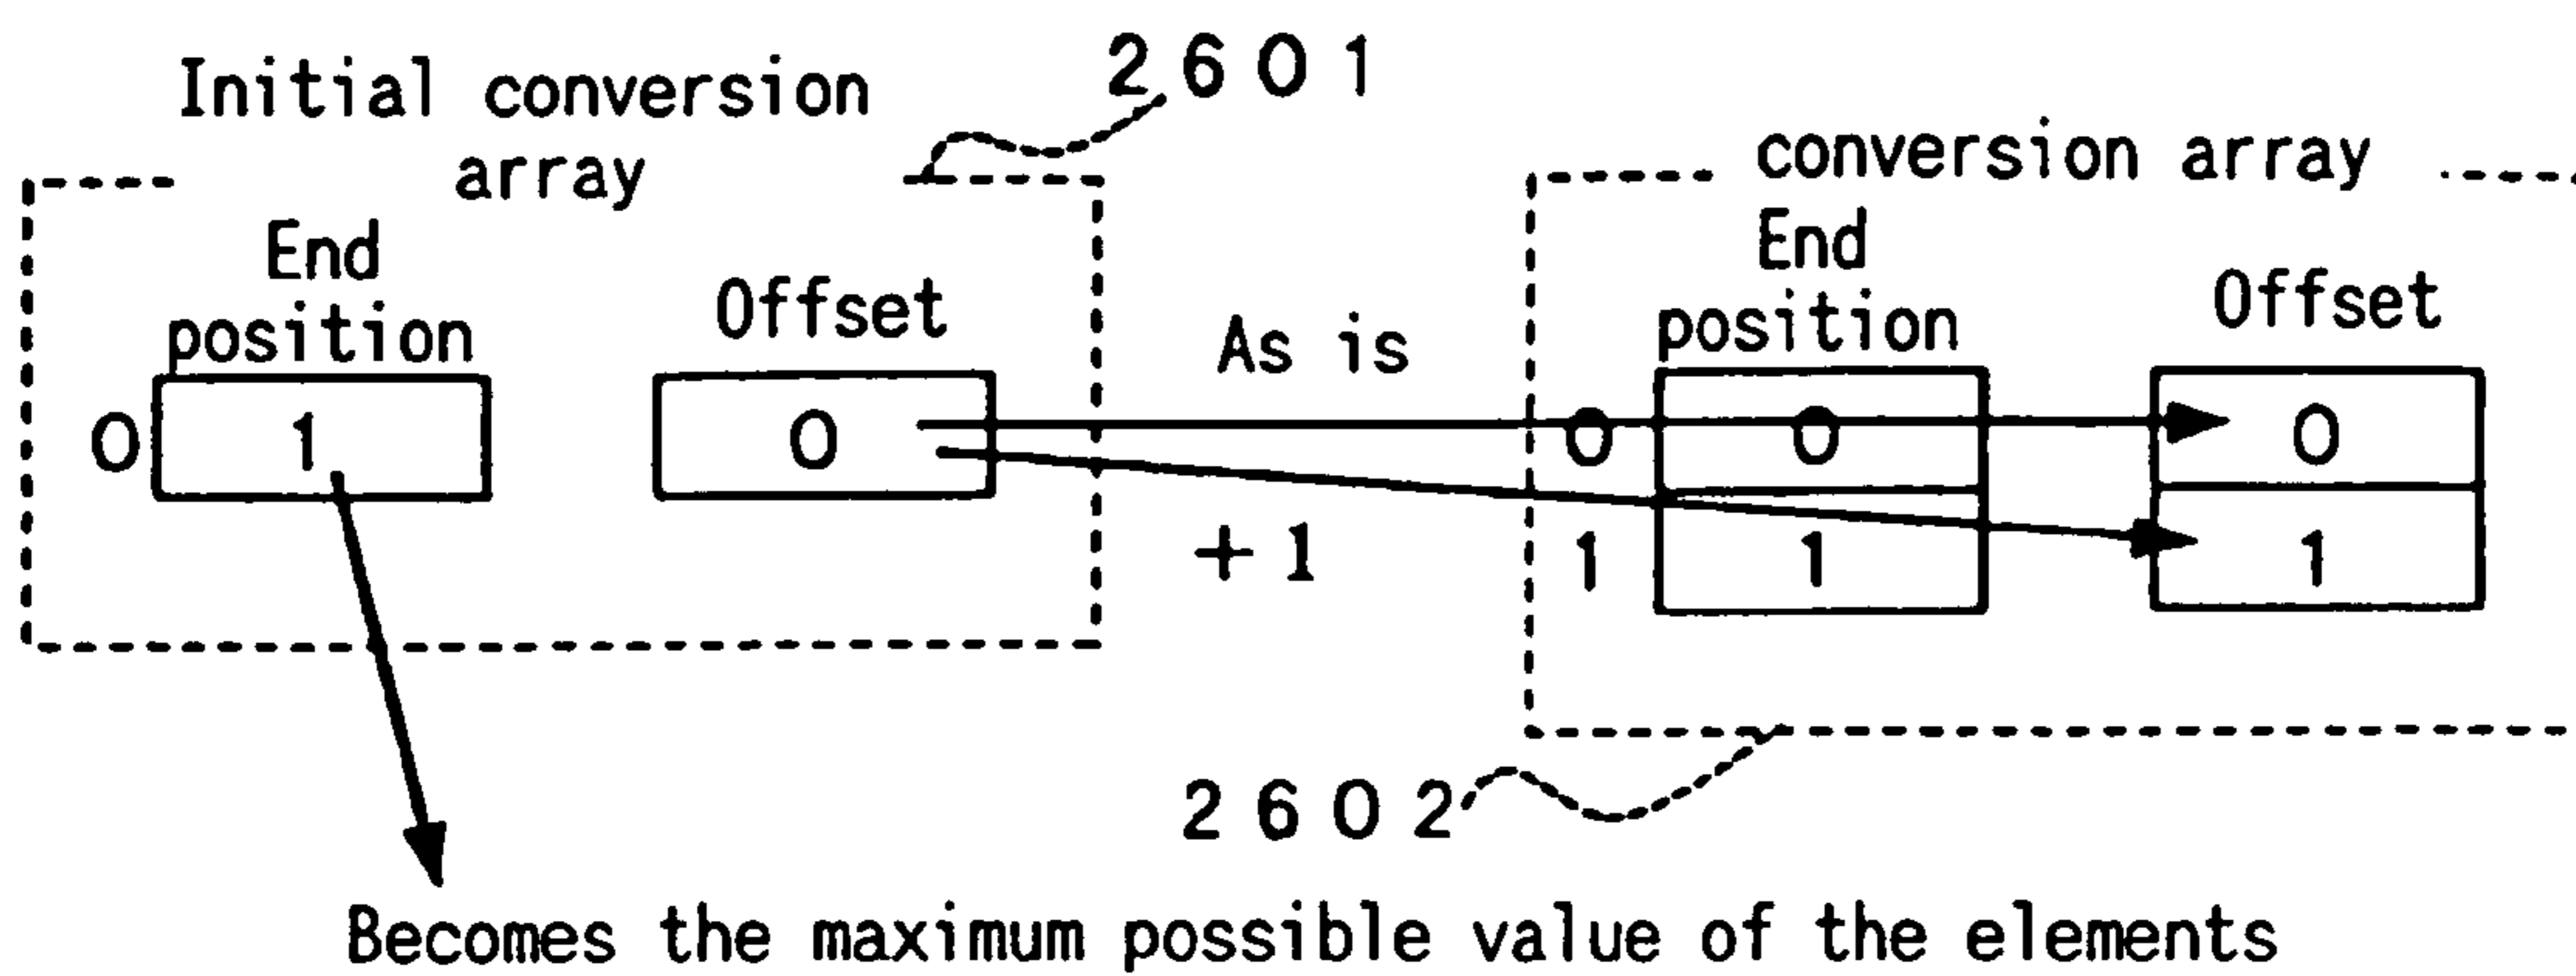 Initial conversion
array
2601
conversion array
End
position
Offset
As is
End
position
Offset
0 1 0 0 0 0
+1 1 1 1
2602
Becomes the maximum possible value of the elements